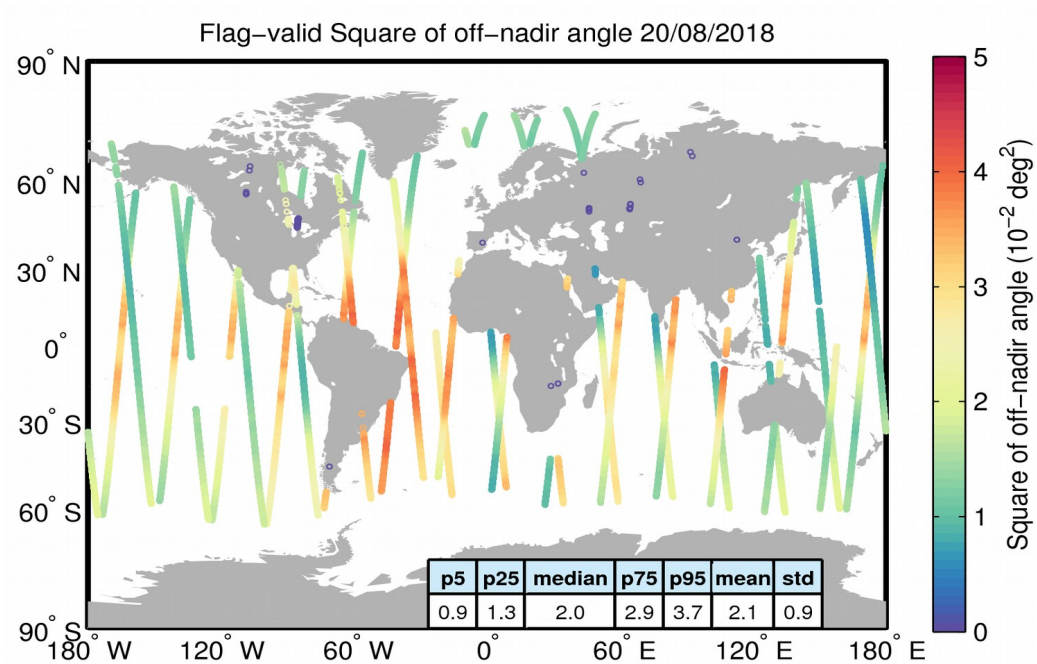 Flag-valid Square of off-nadir angle 20/08/2018
90° N
60° N
30° N
0°
30° S
60° S
90° S
180° W
120° W
60° W
0°
60° E
120° E
180° E
p5 p25 median p75 p95 mean std
0.9 1.3 2.0 2.9 3.7 2.1 0.9
5
4
3
2
1
0
Square of off-nadir angle (10⁻² deg²)